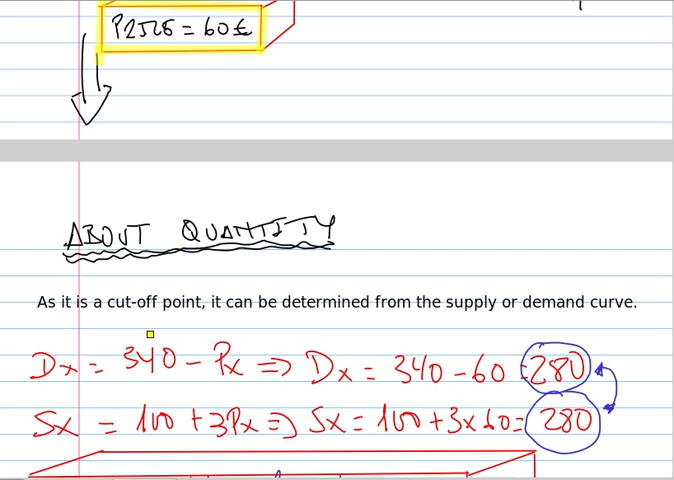 P2525 = 60€
ABOUT QUANTITY
As it is a cut-off point, it can be determined from the supply or demand curve.
Dx = 340 - Px => Dx = 340 - 60 = 280
Sx = 100 + 3Px => Sx = 100 + 3x60 = 280